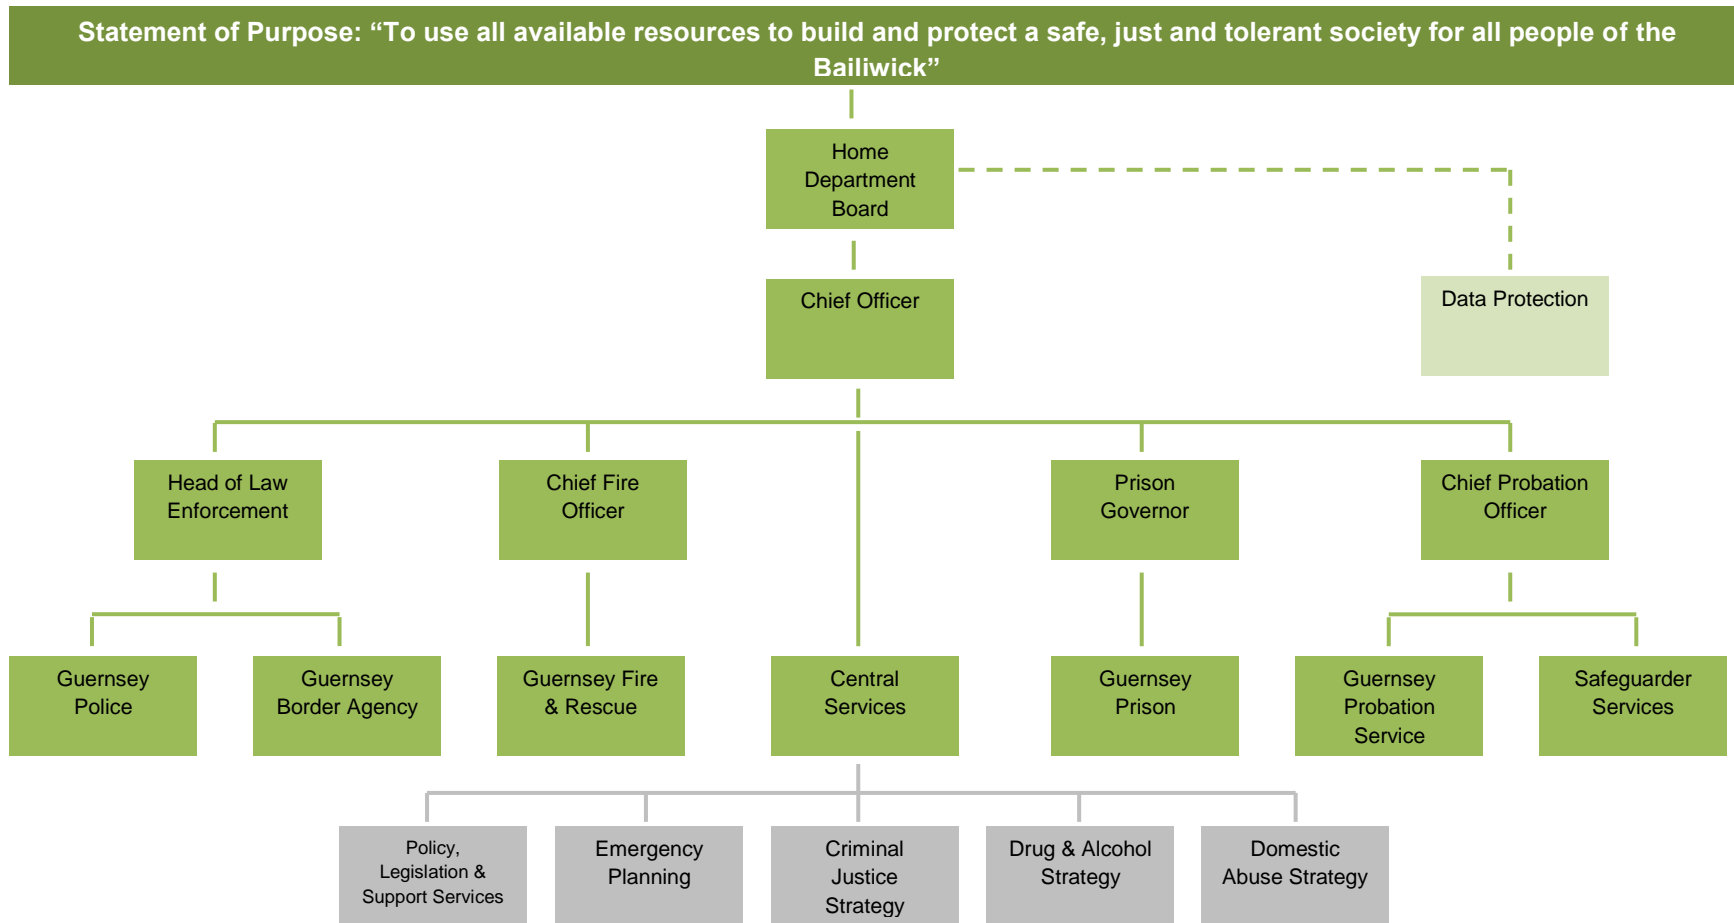 Statement of Purpose: “To use all available resources to build and protect a safe, just and tolerant society for all people of the
Bailiwick”
Home
Department
Board
Chief Officer
Data Protection
Head of Law
Enforcement
Chief Fire
Officer
Prison
Governor
Chief Probation
Officer
Guernsey
Police
Guernsey
Border Agency
Guernsey Fire
& Rescue
Central
Services
Guernsey
Prison
Guernsey
Probation
Service
Safeguarder
Services
Policy,
Legislation &
Support Services
Emergency
Planning
Criminal
Justice
Strategy
Drug & Alcohol
Strategy
Domestic
Abuse Strategy